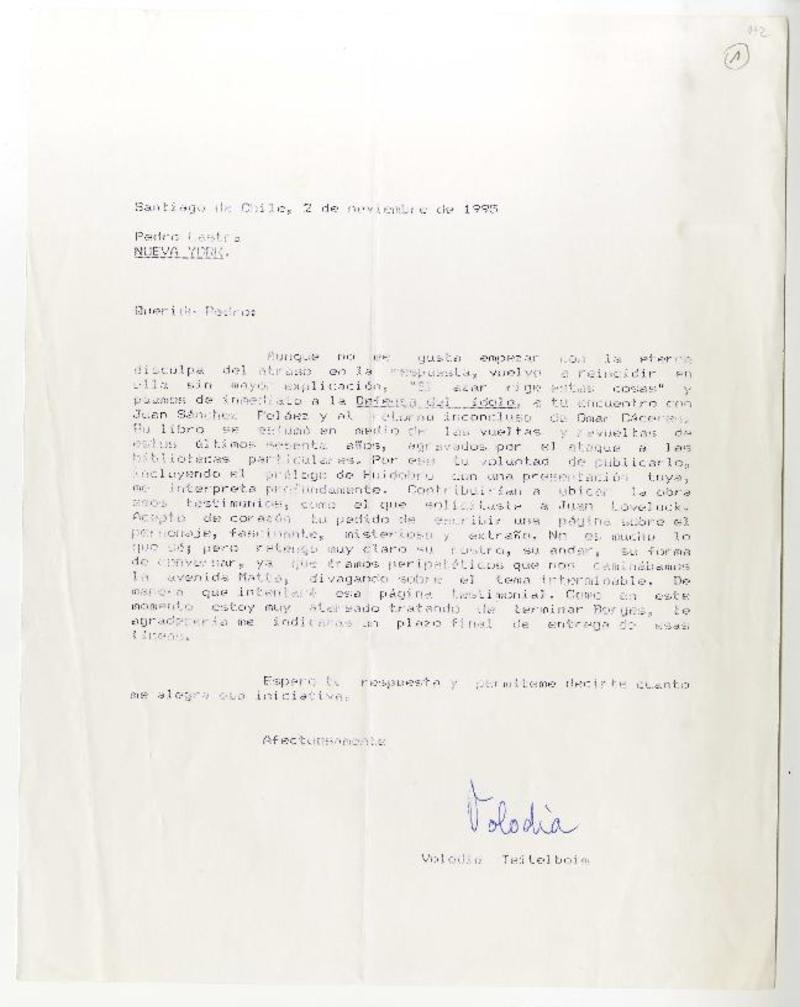 112
1
Santiago de Chile, 2 de noviembre de 1995
Pedro Lastra
NUEVA YORK.
Querido Pedro:
Aunque no me gusta empezar con la eterna
disculpa del atraso en la respuesta, vuelvo a reincidir en
ella sin mayor explicación, "El azar rige estas cosas" y
pasamos de inmediato a la Defensa del ídolo, a tu encuentro con
Juan Sánchez Peláez y al retorno inconcluso de Omar Cáceres.
Su libro se esfumó en medio de las vueltas y revueltas de
estos últimos sesenta años, agravados por el ataque a las
bibliotecas particulares. Por eso tu voluntad de publicarlo,
incluyendo el prólogo de Huidobro con una presentación tuya,
me interpreta profundamente. Contribuirían a ubicar la obra
esos testimonios, como el que solicitaste a Juan Loveluck.
Acepto de corazón tu pedido de escribir una página sobre el
personaje, fascinante, misterioso y extraño. No es mucho lo
que sé; pero retengo muy claro su rostro, su andar, su forma
de conversar, ya que éramos peripatéticos que nos caminábamos
la avenida Matta, divagando sobre el tema interminable. De
manera que intentaré esa página testimonial. Como en este
momento estoy muy atareado tratando de terminar Borges, te
agradecería me indicaras un plazo final de entrega de esas
líneas.
Espero tu respuesta y permíteme decirte cuanto
me alegra esa iniciativa.
Afectuosamente
Volodia
Volodia Teitelboim